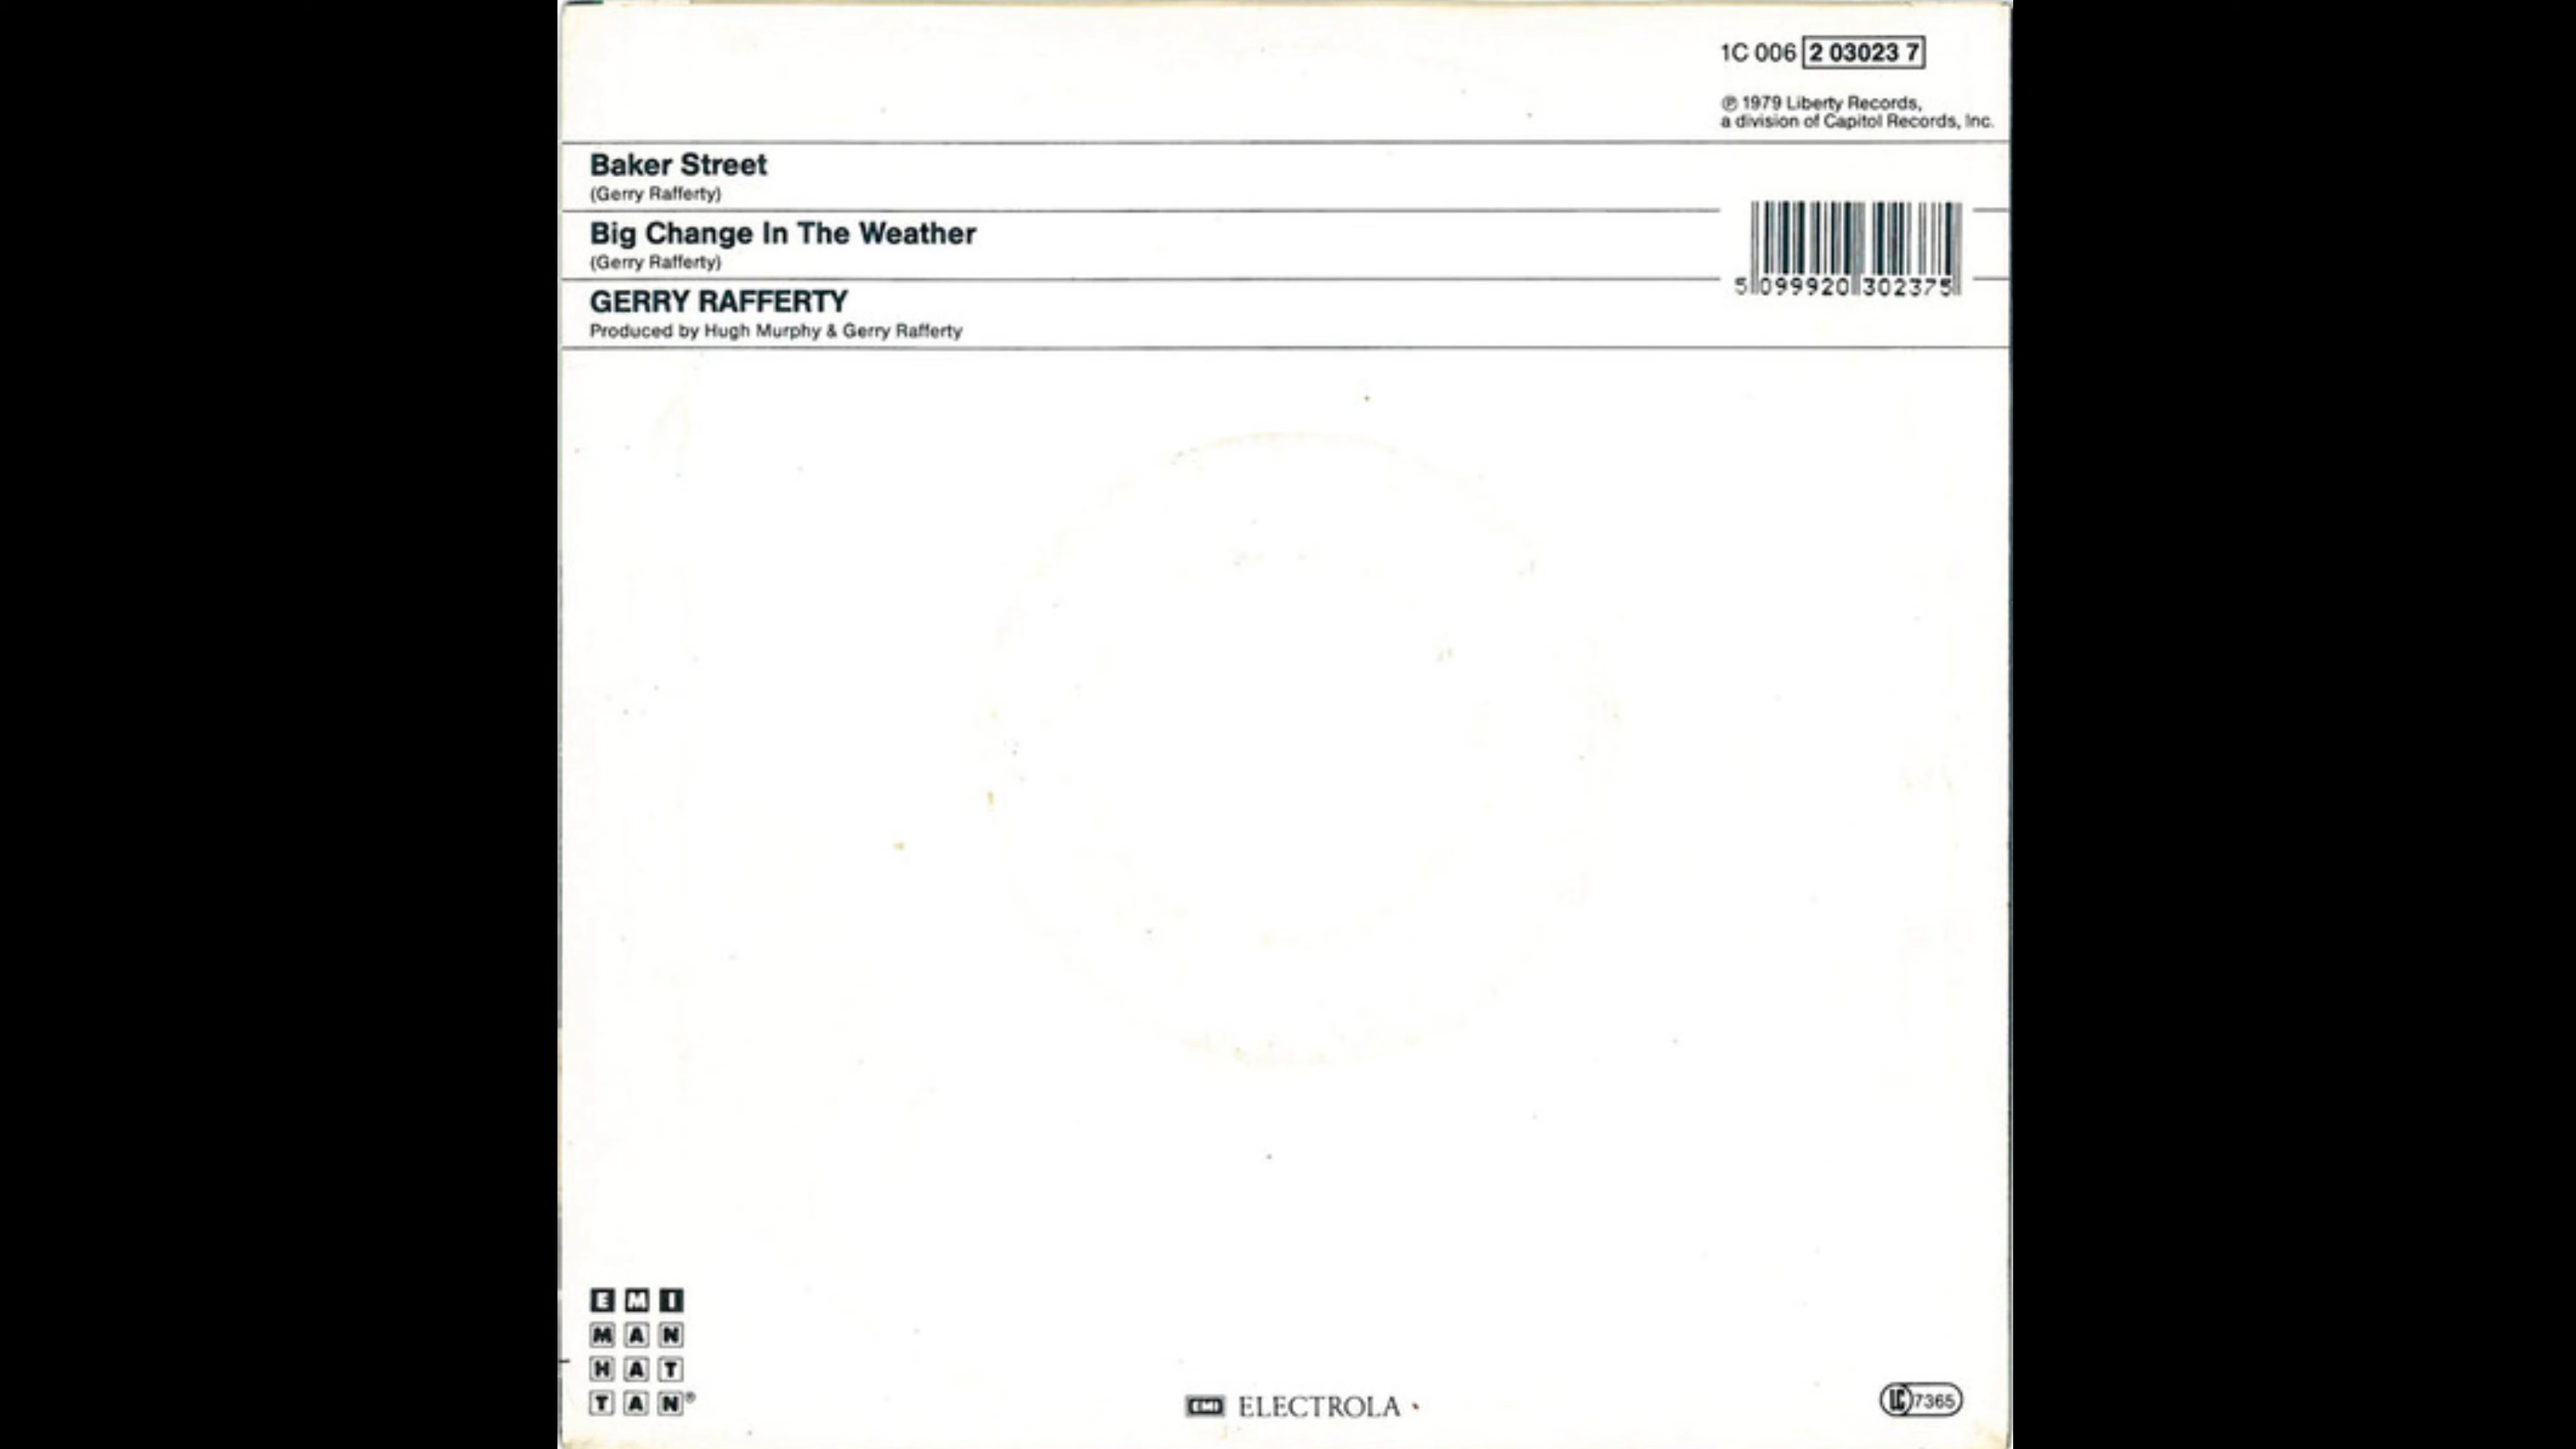 1C 006 2 03023 7
℗ 1979 Liberty Records,
a division of Capitol Records, Inc.
Baker Street
(Gerry Rafferty)
Big Change In The Weather
(Gerry Rafferty)
5 099920 302375
GERRY RAFFERTY
Produced by Hugh Murphy & Gerry Rafferty
EMI
MAN
HAT
TAN®
EMI ELECTROLA
LC 7365